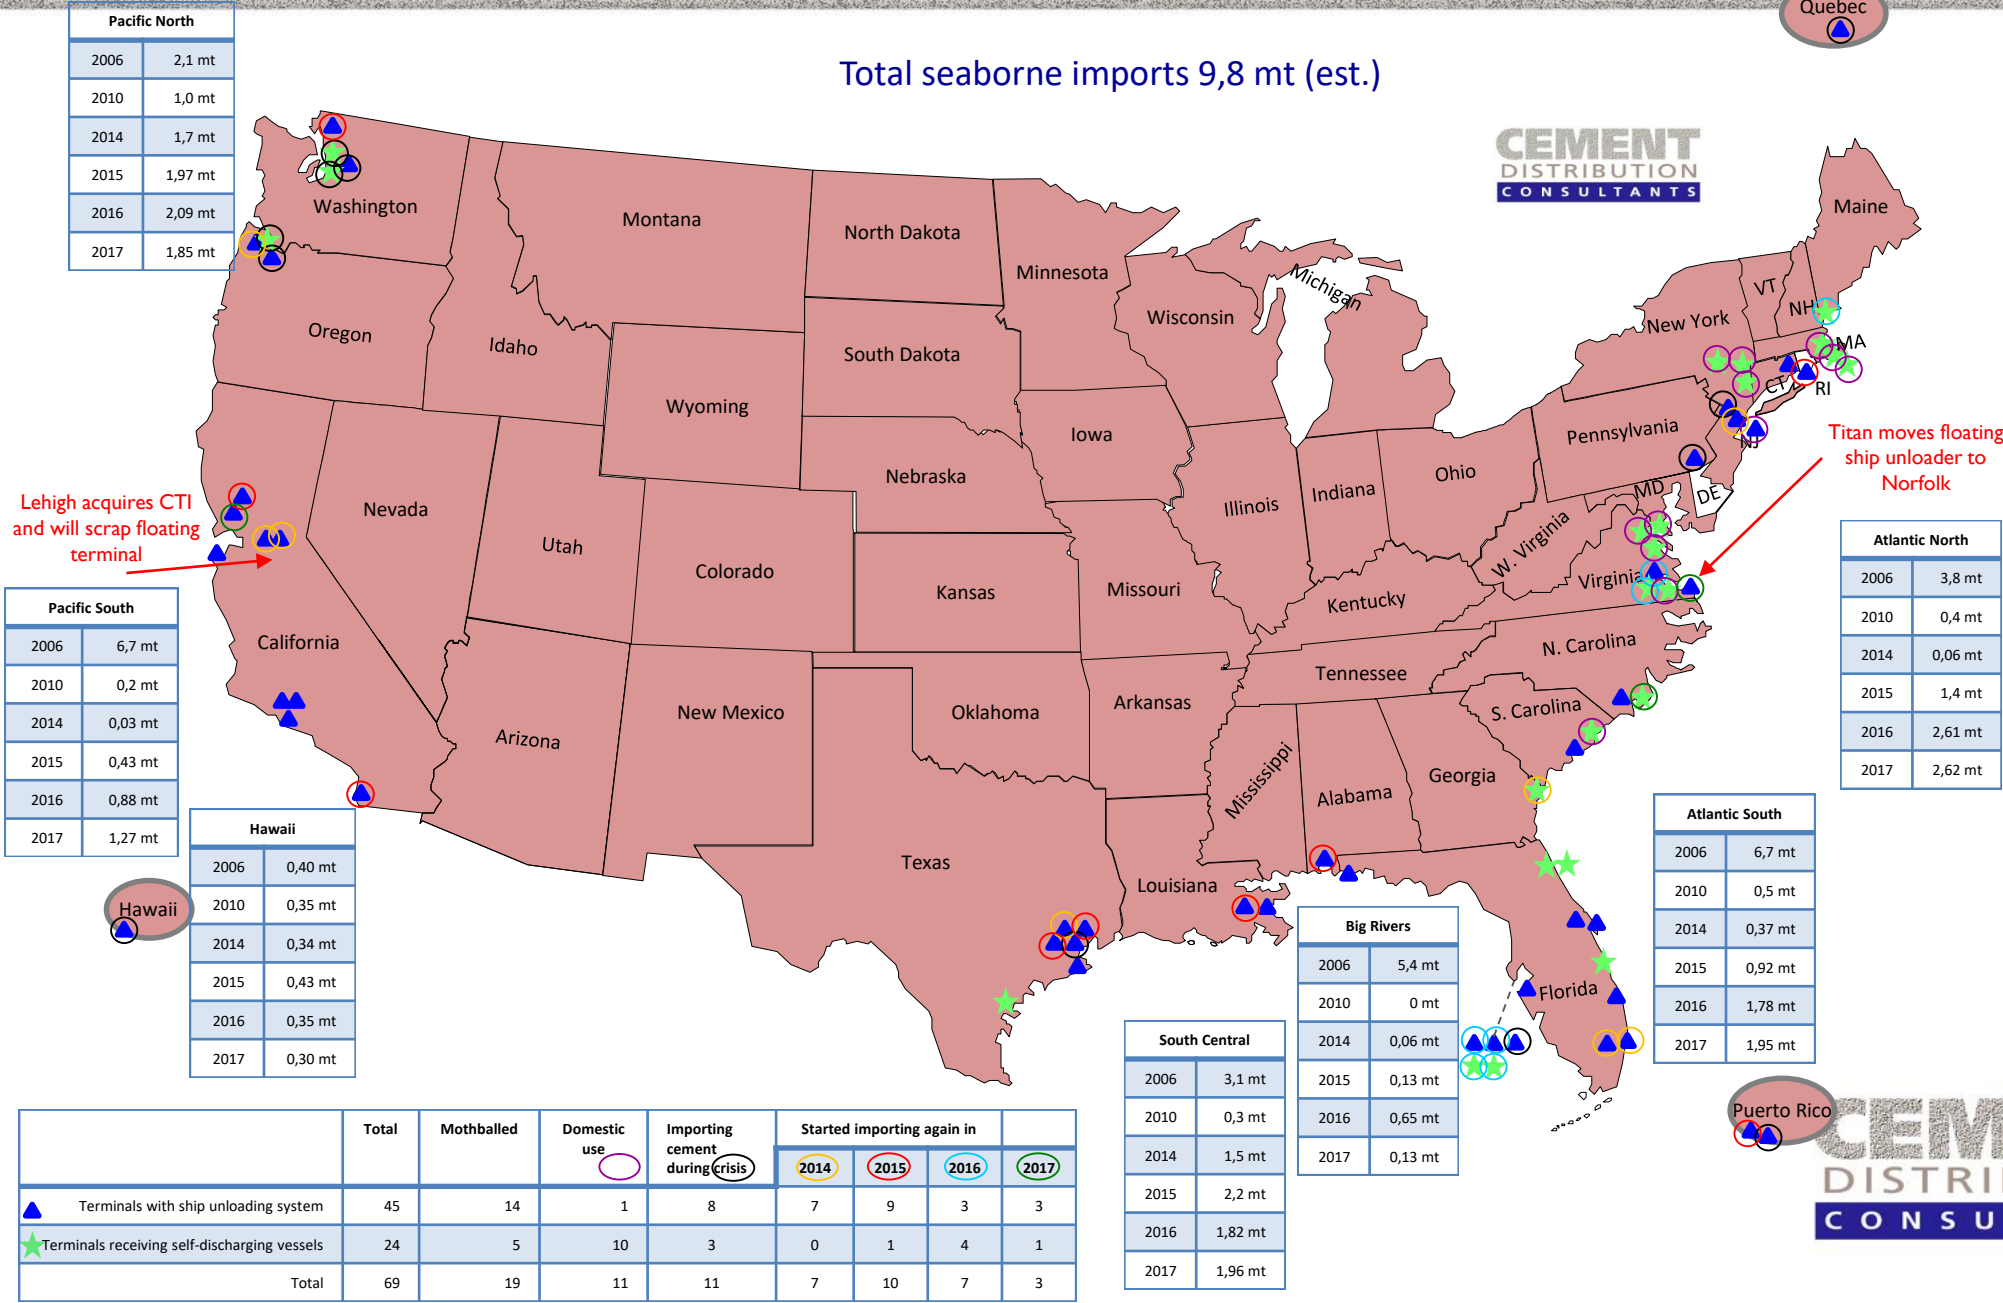 Pacific North
2006 2,1 mt
2010 1,0 mt
2014 1,7 mt
2015 1,97 mt
2016 2,09 mt
2017 1,85 mt
Quebec
Total seaborne imports 9,8 mt (est.)
CEMENT
DISTRIBUTION
CONSULTANTS
Washington
Montana
North Dakota
Minnesota
Wisconsin
Michigan
Maine
VT
NH
New York
MA
CT
RI
Oregon
Idaho
South Dakota
Wyoming
Iowa
Nebraska
Pennsylvania
NJ
Ohio
Indiana
Illinois
MD
DE
W. Virginia
Virginia
Titan moves floating
ship unloader to
Norfolk
Lehigh acquires CTI
and will scrap floating
terminal
Nevada
Utah
Colorado
Kansas
Missouri
Kentucky
California
Arizona
New Mexico
Oklahoma
Arkansas
Tennessee
N. Carolina
S. Carolina
Mississippi
Alabama
Georgia
Texas
Louisiana
Florida
Atlantic North
2006 3,8 mt
2010 0,4 mt
2014 0,06 mt
2015 1,4 mt
2016 2,61 mt
2017 2,62 mt
Pacific South
2006 6,7 mt
2010 0,2 mt
2014 0,03 mt
2015 0,43 mt
2016 0,88 mt
2017 1,27 mt
Hawaii
Hawaii
2006 0,40 mt
2010 0,35 mt
2014 0,34 mt
2015 0,43 mt
2016 0,35 mt
2017 0,30 mt
Atlantic South
2006 6,7 mt
2010 0,5 mt
2014 0,37 mt
2015 0,92 mt
2016 1,78 mt
2017 1,95 mt
Big Rivers
2006 5,4 mt
2010 0 mt
2014 0,06 mt
2015 0,13 mt
2016 0,65 mt
2017 0,13 mt
South Central
2006 3,1 mt
2010 0,3 mt
2014 1,5 mt
2015 2,2 mt
2016 1,82 mt
2017 1,96 mt
Puerto Rico
CEM
DISTRI
CONSU
Total Mothballed Domestic use Importing cement during crisis Started importing again in
2014 2015 2016 2017
Terminals with ship unloading system 45 14 1 8 7 9 3 3
Terminals receiving self-discharging vessels 24 5 10 3 0 1 4 1
Total 69 19 11 11 7 10 7 3